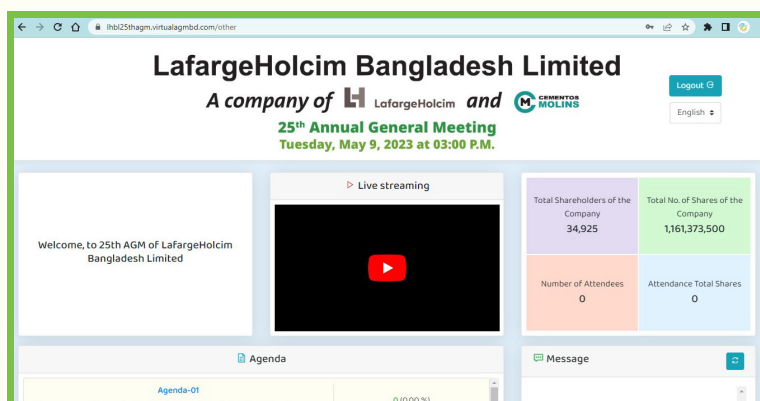 lhbl25thagm.virtualagmbd.com/other
LafargeHolcim Bangladesh Limited
A company of LafargeHolcim and CEMENTOS MOLINS
25th Annual General Meeting
Tuesday, May 9, 2023 at 03:00 P.M.
Logout
English
Welcome, to 25th AGM of LafargeHolcim
Bangladesh Limited
Live streaming
Total Shareholders of the
Company
34,925
Total No. of Shares of the
Company
1,161,373,500
Number of Attendees
0
Attendance Total Shares
0
Agenda
Agenda-01
0 (0.00 %)
Message